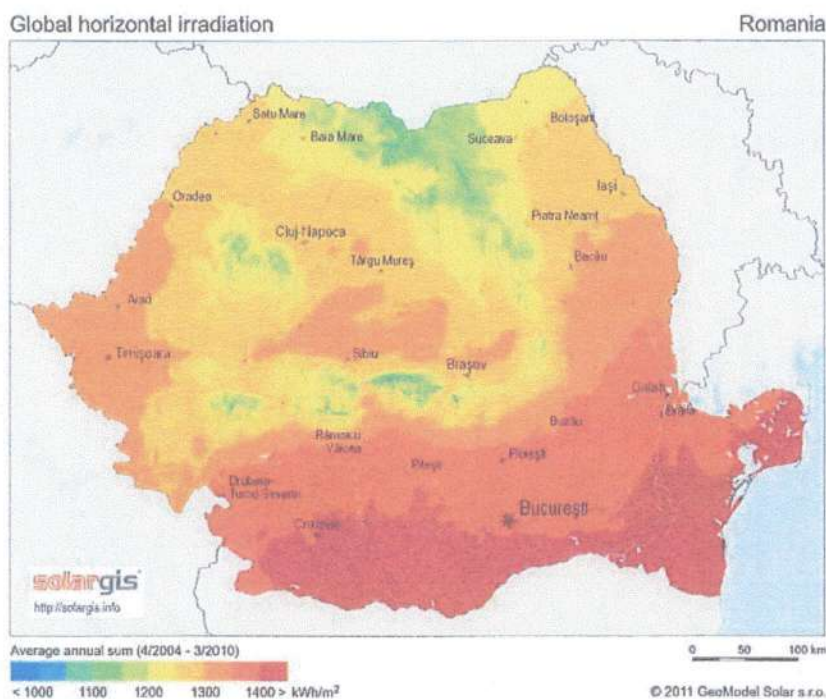 Global horizontal irradiation
Romania
Satu Mare
Baia Mare
Suceava
Botoşani
Iaşi
Oradea
Piatra Neamţ
Cluj-Napoca
Târgu Mureş
Bacău
Arad
Timişoara
Sibiu
Braşov
Galaţi
Brăila
Buzău
Râmnicu
Vâlcea
Piteşti
Ploieşti
Drobeta-
Turnu Severin
Bucureşti
Craiova
solargis
http://solargis.info
Average annual sum (4/2004 - 3/2010)
0 50 100 km
< 1000 1100 1200 1300 1400 > kWh/m²
© 2011 GeoModel Solar s.r.o.